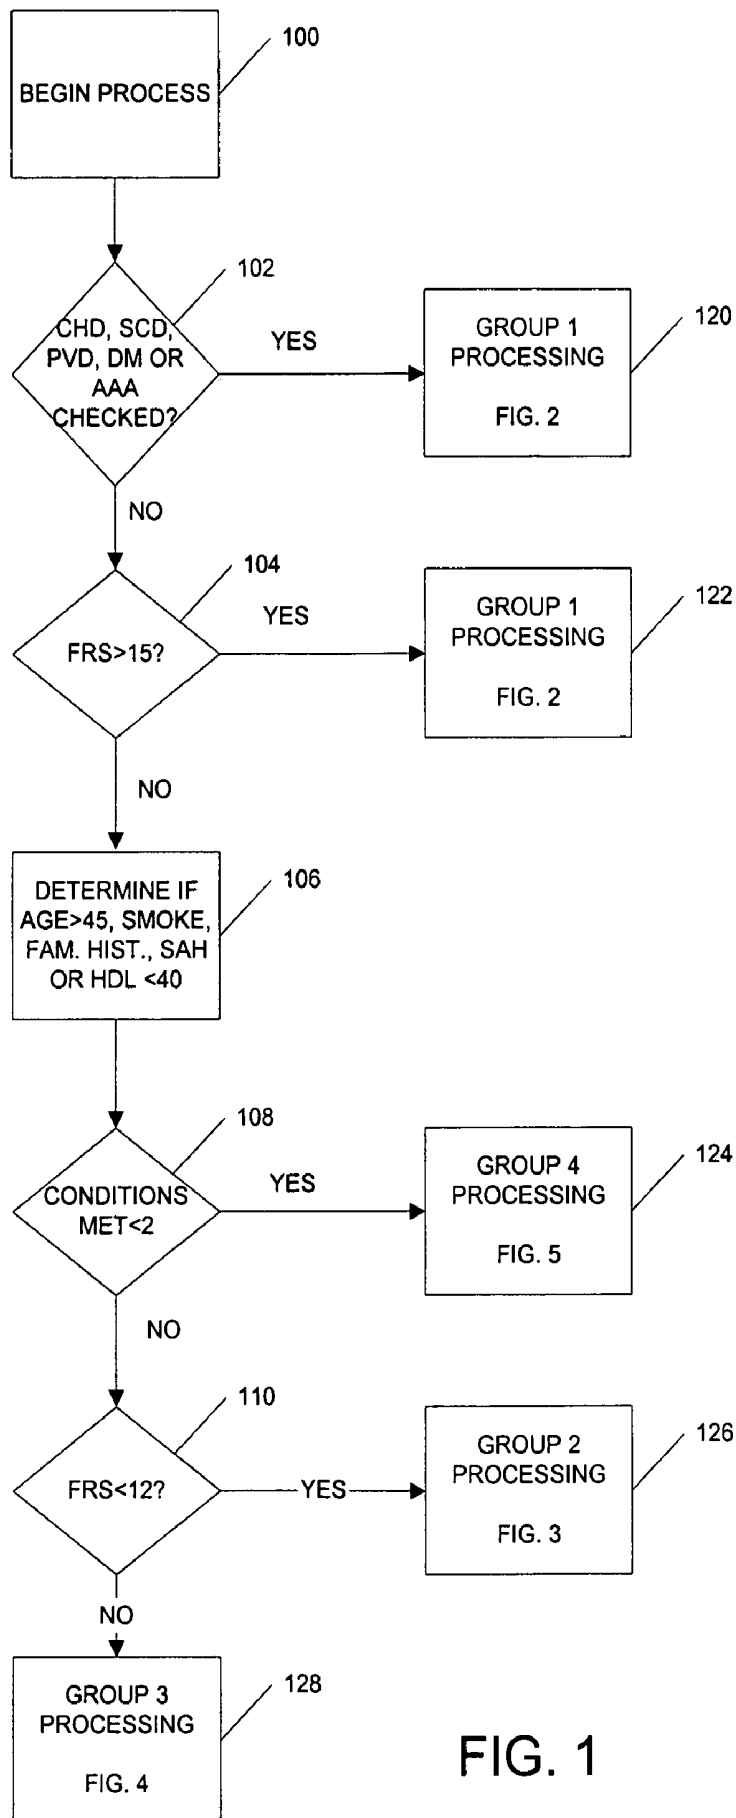 100
BEGIN PROCESS
102
CHD, SCD,
PVD, DM OR
AAA
CHECKED?
YES
GROUP 1
PROCESSING
FIG. 2
120
NO
104
FRS>15?
YES
GROUP 1
PROCESSING
FIG. 2
122
NO
106
DETERMINE IF
AGE>45, SMOKE,
FAM. HIST., SAH
OR HDL <40
108
CONDITIONS
MET<2
YES
GROUP 4
PROCESSING
FIG. 5
124
NO
110
FRS<12?
YES
GROUP 2
PROCESSING
FIG. 3
126
NO
GROUP 3
PROCESSING
FIG. 4
128
FIG. 1